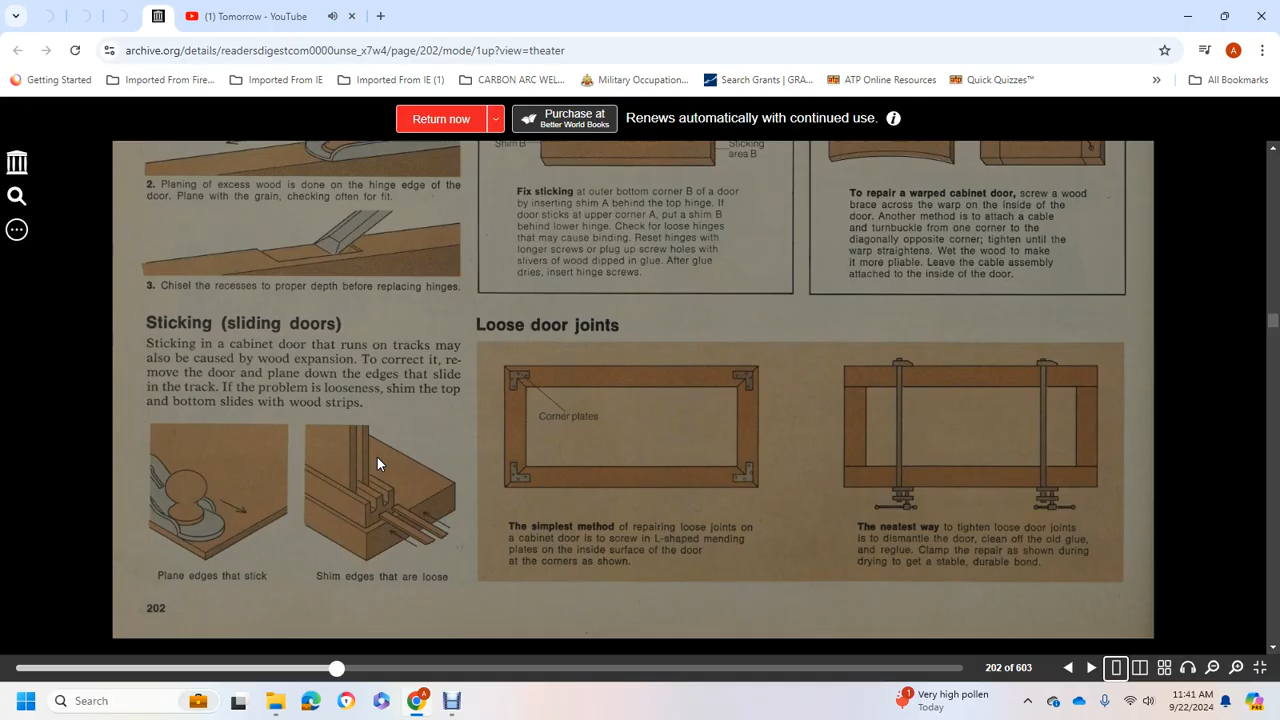 (1) Tomorrow - YouTube
archive.org/details/readersdigestcom0000unse_x7w4/page/202/mode/1up?view=theater
A
Getting Started
Imported From Fire...
Imported From IE
Imported From IE (1)
CARBON ARC WEL...
Military Occupation...
Search Grants | GRA...
ATP Online Resources
Quick Quizzes™
»
All Bookmarks
Return now
Purchase at
Better World Books
Renews automatically with continued use.
2. Planing of excess wood is done on the hinge edge of the
door. Plane with the grain, checking often for fit.
3. Chisel the recesses to proper depth before replacing hinges.
Shim B
Sticking
area B
Fix sticking at outer bottom corner B of a door
by inserting shim A behind the top hinge. If
door sticks at upper corner A, put a shim B
behind lower hinge. Check for loose hinges
that may cause binding. Reset hinges with
longer screws or plug up screw holes with
slivers of wood dipped in glue. After glue
dries, insert hinge screws.
To repair a warped cabinet door, screw a wood
brace across the warp on the inside of the
door. Another method is to attach a cable
and turnbuckle from one corner to the
diagonally opposite corner; tighten until the
warp straightens. Wet the wood to make
it more pliable. Leave the cable assembly
attached to the inside of the door.
Sticking (sliding doors)
Sticking in a cabinet door that runs on tracks may
also be caused by wood expansion. To correct it, re-
move the door and plane down the edges that slide
in the track. If the problem is looseness, shim the top
and bottom slides with wood strips.
Plane edges that stick
Shim edges that are loose
Loose door joints
Corner plates
The simplest method of repairing loose joints on
a cabinet door is to screw in L-shaped mending
plates on the inside surface of the door
at the corners as shown.
The neatest way to tighten loose door joints
is to dismantle the door, clean off the old glue,
and reglue. Clamp the repair as shown during
drying to get a stable, durable bond.
202
202 of 603
Search
Very high pollen
Today
1
11:41 AM
9/22/2024